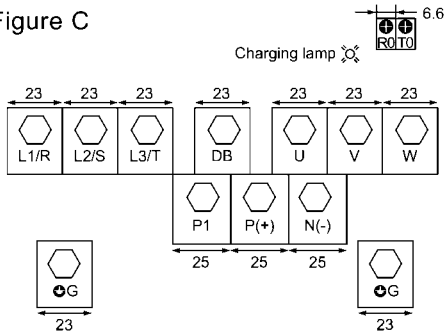 Figure C
6.6
R0 T0
Charging lamp
23 23 23 23 23 23 23
L1/R L2/S L3/T DB U V W
P1 P(+) N(-)
25 25 25
G G
23 23